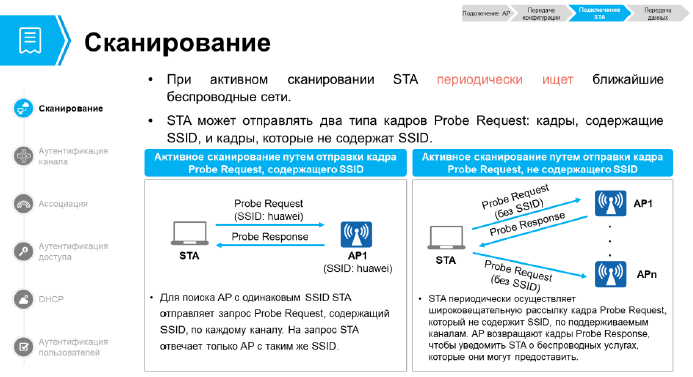 Подключение AP
Передача
конфигурации
Подключение
STA
Передача
данных
Сканирование
• При активном сканировании STA периодически ищет ближайшие
беспроводные сети.
• STA может отправлять два типа кадров Probe Request: кадры, содержащие
SSID, и кадры, которые не содержат SSID.
Сканирование
Аутентификация
канала
Ассоциация
Аутентификация
доступа
DHCP
Аутентификация
пользователей
Активное сканирование путем отправки кадра
Probe Request, содержащего SSID
Probe Request
(SSID: huawei)
Probe Response
STA
AP1
(SSID: huawei)
• Для поиска AP с одинаковым SSID STA
отправляет запрос Probe Request, содержащий
SSID, по каждому каналу. На запрос STA
отвечает только AP с таким же SSID.
Активное сканирование путем отправки кадра
Probe Request, не содержащего SSID
Probe Request
(без SSID)
Probe Response
AP1
STA
Probe Request
(без SSID)
APn
• STA периодически осуществляет
широковещательную рассылку кадра Probe Request,
который не содержит SSID, по поддерживаемым
каналам. AP возвращают кадры Probe Response,
чтобы уведомить STA о беспроводных услугах,
которые они могут предоставить.